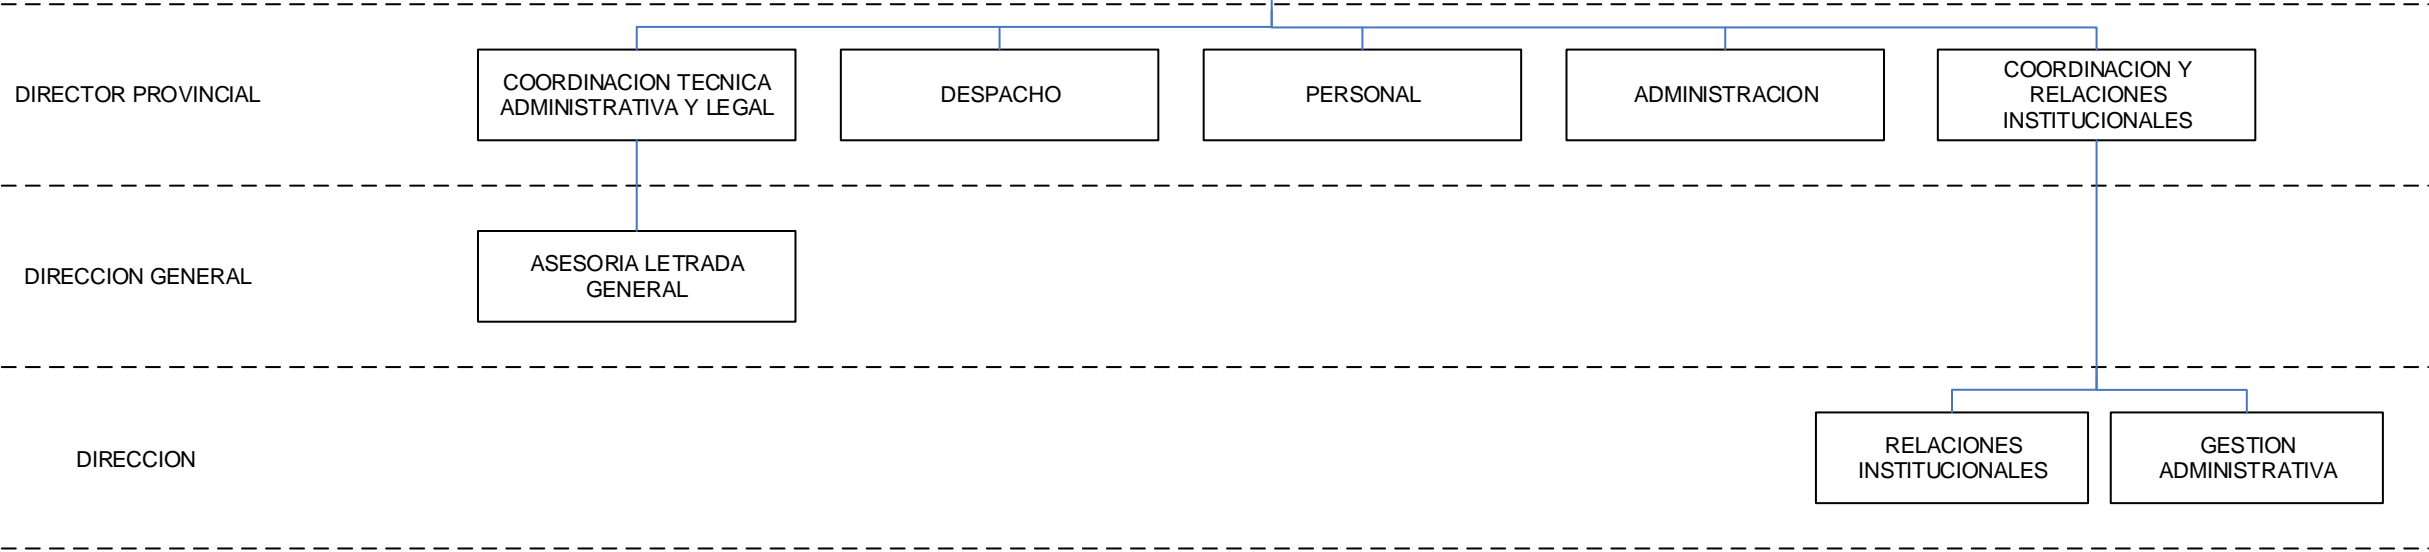 DIRECTOR PROVINCIAL
COORDINACION TECNICA
ADMINISTRATIVA Y LEGAL
DESPACHO
PERSONAL
ADMINISTRACION
COORDINACION Y
RELACIONES
INSTITUCIONALES
DIRECCION GENERAL
ASESORIA LETRADA
GENERAL
DIRECCION
RELACIONES
INSTITUCIONALES
GESTION
ADMINISTRATIVA